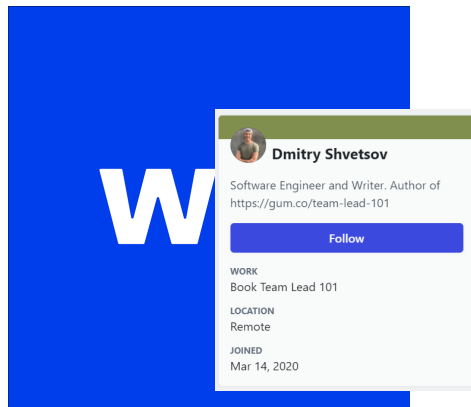 W
Dmitry Shvetsov
Software Engineer and Writer. Author of
https://gum.co/team-lead-101
Follow
WORK
Book Team Lead 101
LOCATION
Remote
JOINED
Mar 14, 2020